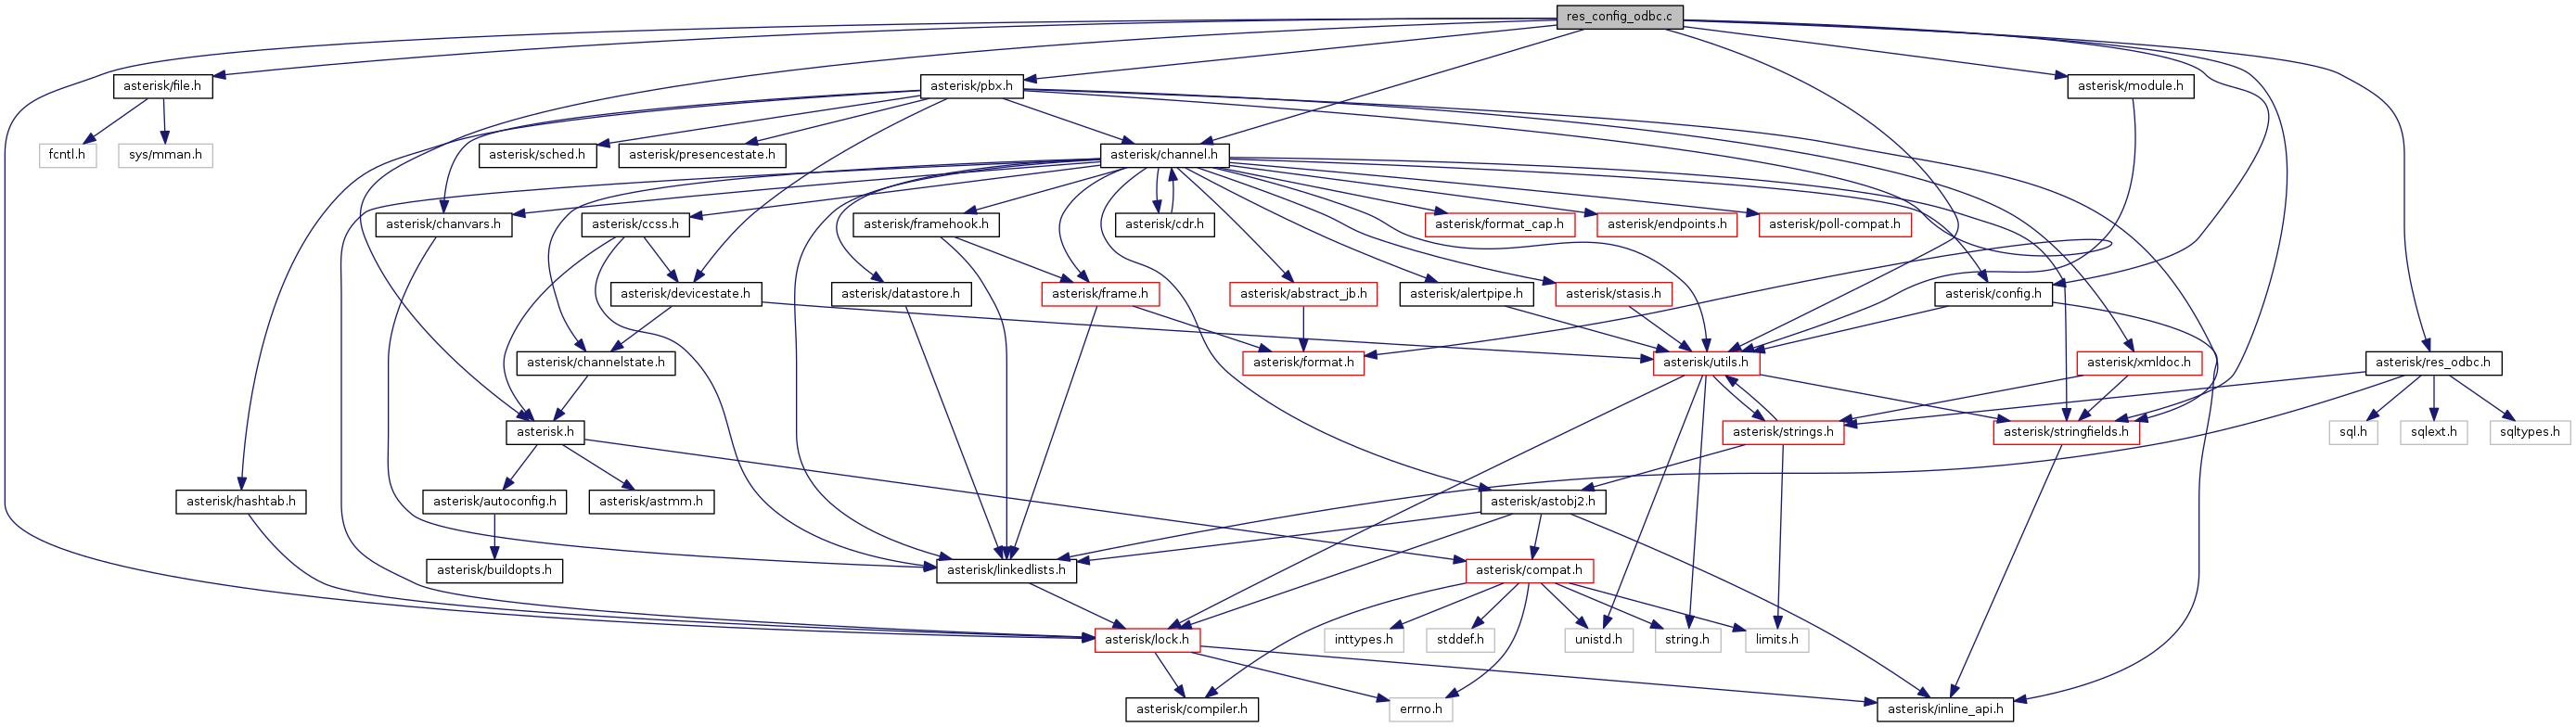 res_config_odbc.c
asterisk/file.h
asterisk/pbx.h
asterisk/module.h
fcntl.h
sys/mman.h
asterisk/sched.h
asterisk/presencestate.h
asterisk/channel.h
asterisk/chanvars.h
asterisk/ccss.h
asterisk/framehook.h
asterisk/cdr.h
asterisk/format_cap.h
asterisk/endpoints.h
asterisk/poll-compat.h
asterisk/devicestate.h
asterisk/datastore.h
asterisk/frame.h
asterisk/abstract_jb.h
asterisk/alertpipe.h
asterisk/stasis.h
asterisk/config.h
asterisk/channelstate.h
asterisk/format.h
asterisk/utils.h
asterisk/xmldoc.h
asterisk/res_odbc.h
asterisk.h
asterisk/strings.h
asterisk/stringfields.h
sql.h
sqlext.h
sqltypes.h
asterisk/hashtab.h
asterisk/autoconfig.h
asterisk/astmm.h
asterisk/astobj2.h
asterisk/buildopts.h
asterisk/linkedlists.h
asterisk/compat.h
asterisk/lock.h
inttypes.h
stddef.h
unistd.h
string.h
limits.h
asterisk/compiler.h
errno.h
asterisk/inline_api.h